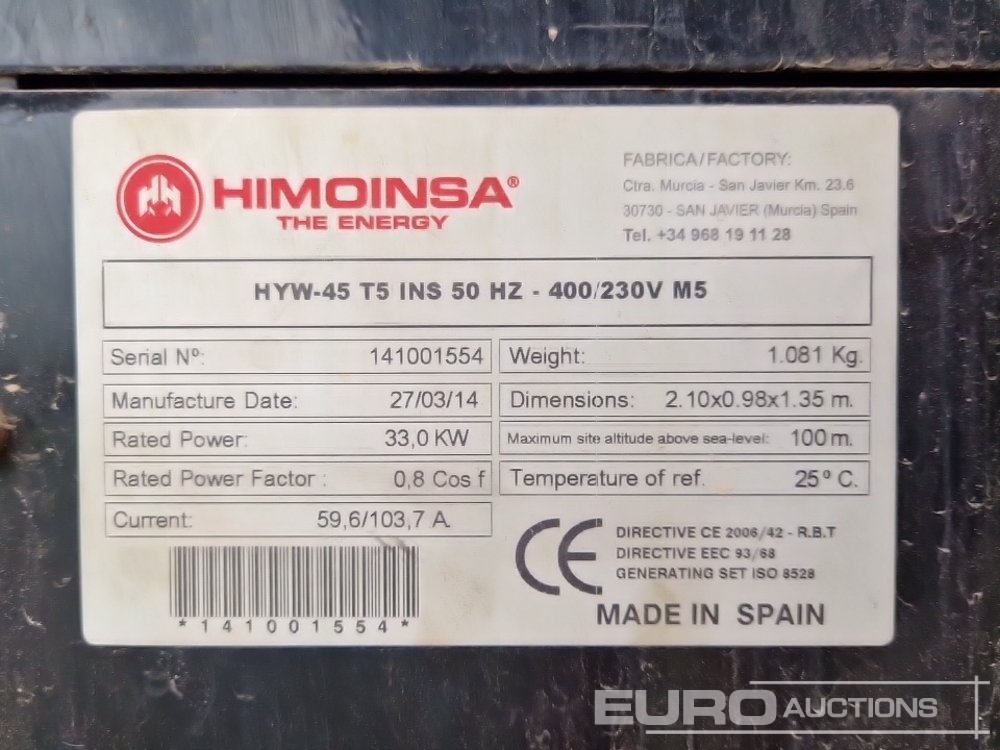 HIMOINSA®
THE ENERGY
FABRICA/FACTORY:
Ctra. Murcia - San Javier Km. 23.6
30730 - SAN JAVIER (Murcia) Spain
Tel. +34 968 19 11 28
HYW-45 T5 INS 50 HZ - 400/230V M5
Serial Nº: 141001554
Manufacture Date: 27/03/14
Rated Power: 33,0 KW
Rated Power Factor : 0,8 Cos f
Current: 59,6/103,7 A
Weight: 1.081 Kg.
Dimensions: 2.10x0.98x1.35 m.
Maximum site altitude above sea-level: 100 m.
Temperature of ref. 25º C.
*141001554*
CE
DIRECTIVE CE 2006/42 - R.B.T
DIRECTIVE EEC 93/68
GENERATING SET ISO 8528
MADE IN SPAIN
EURO AUCTIONS